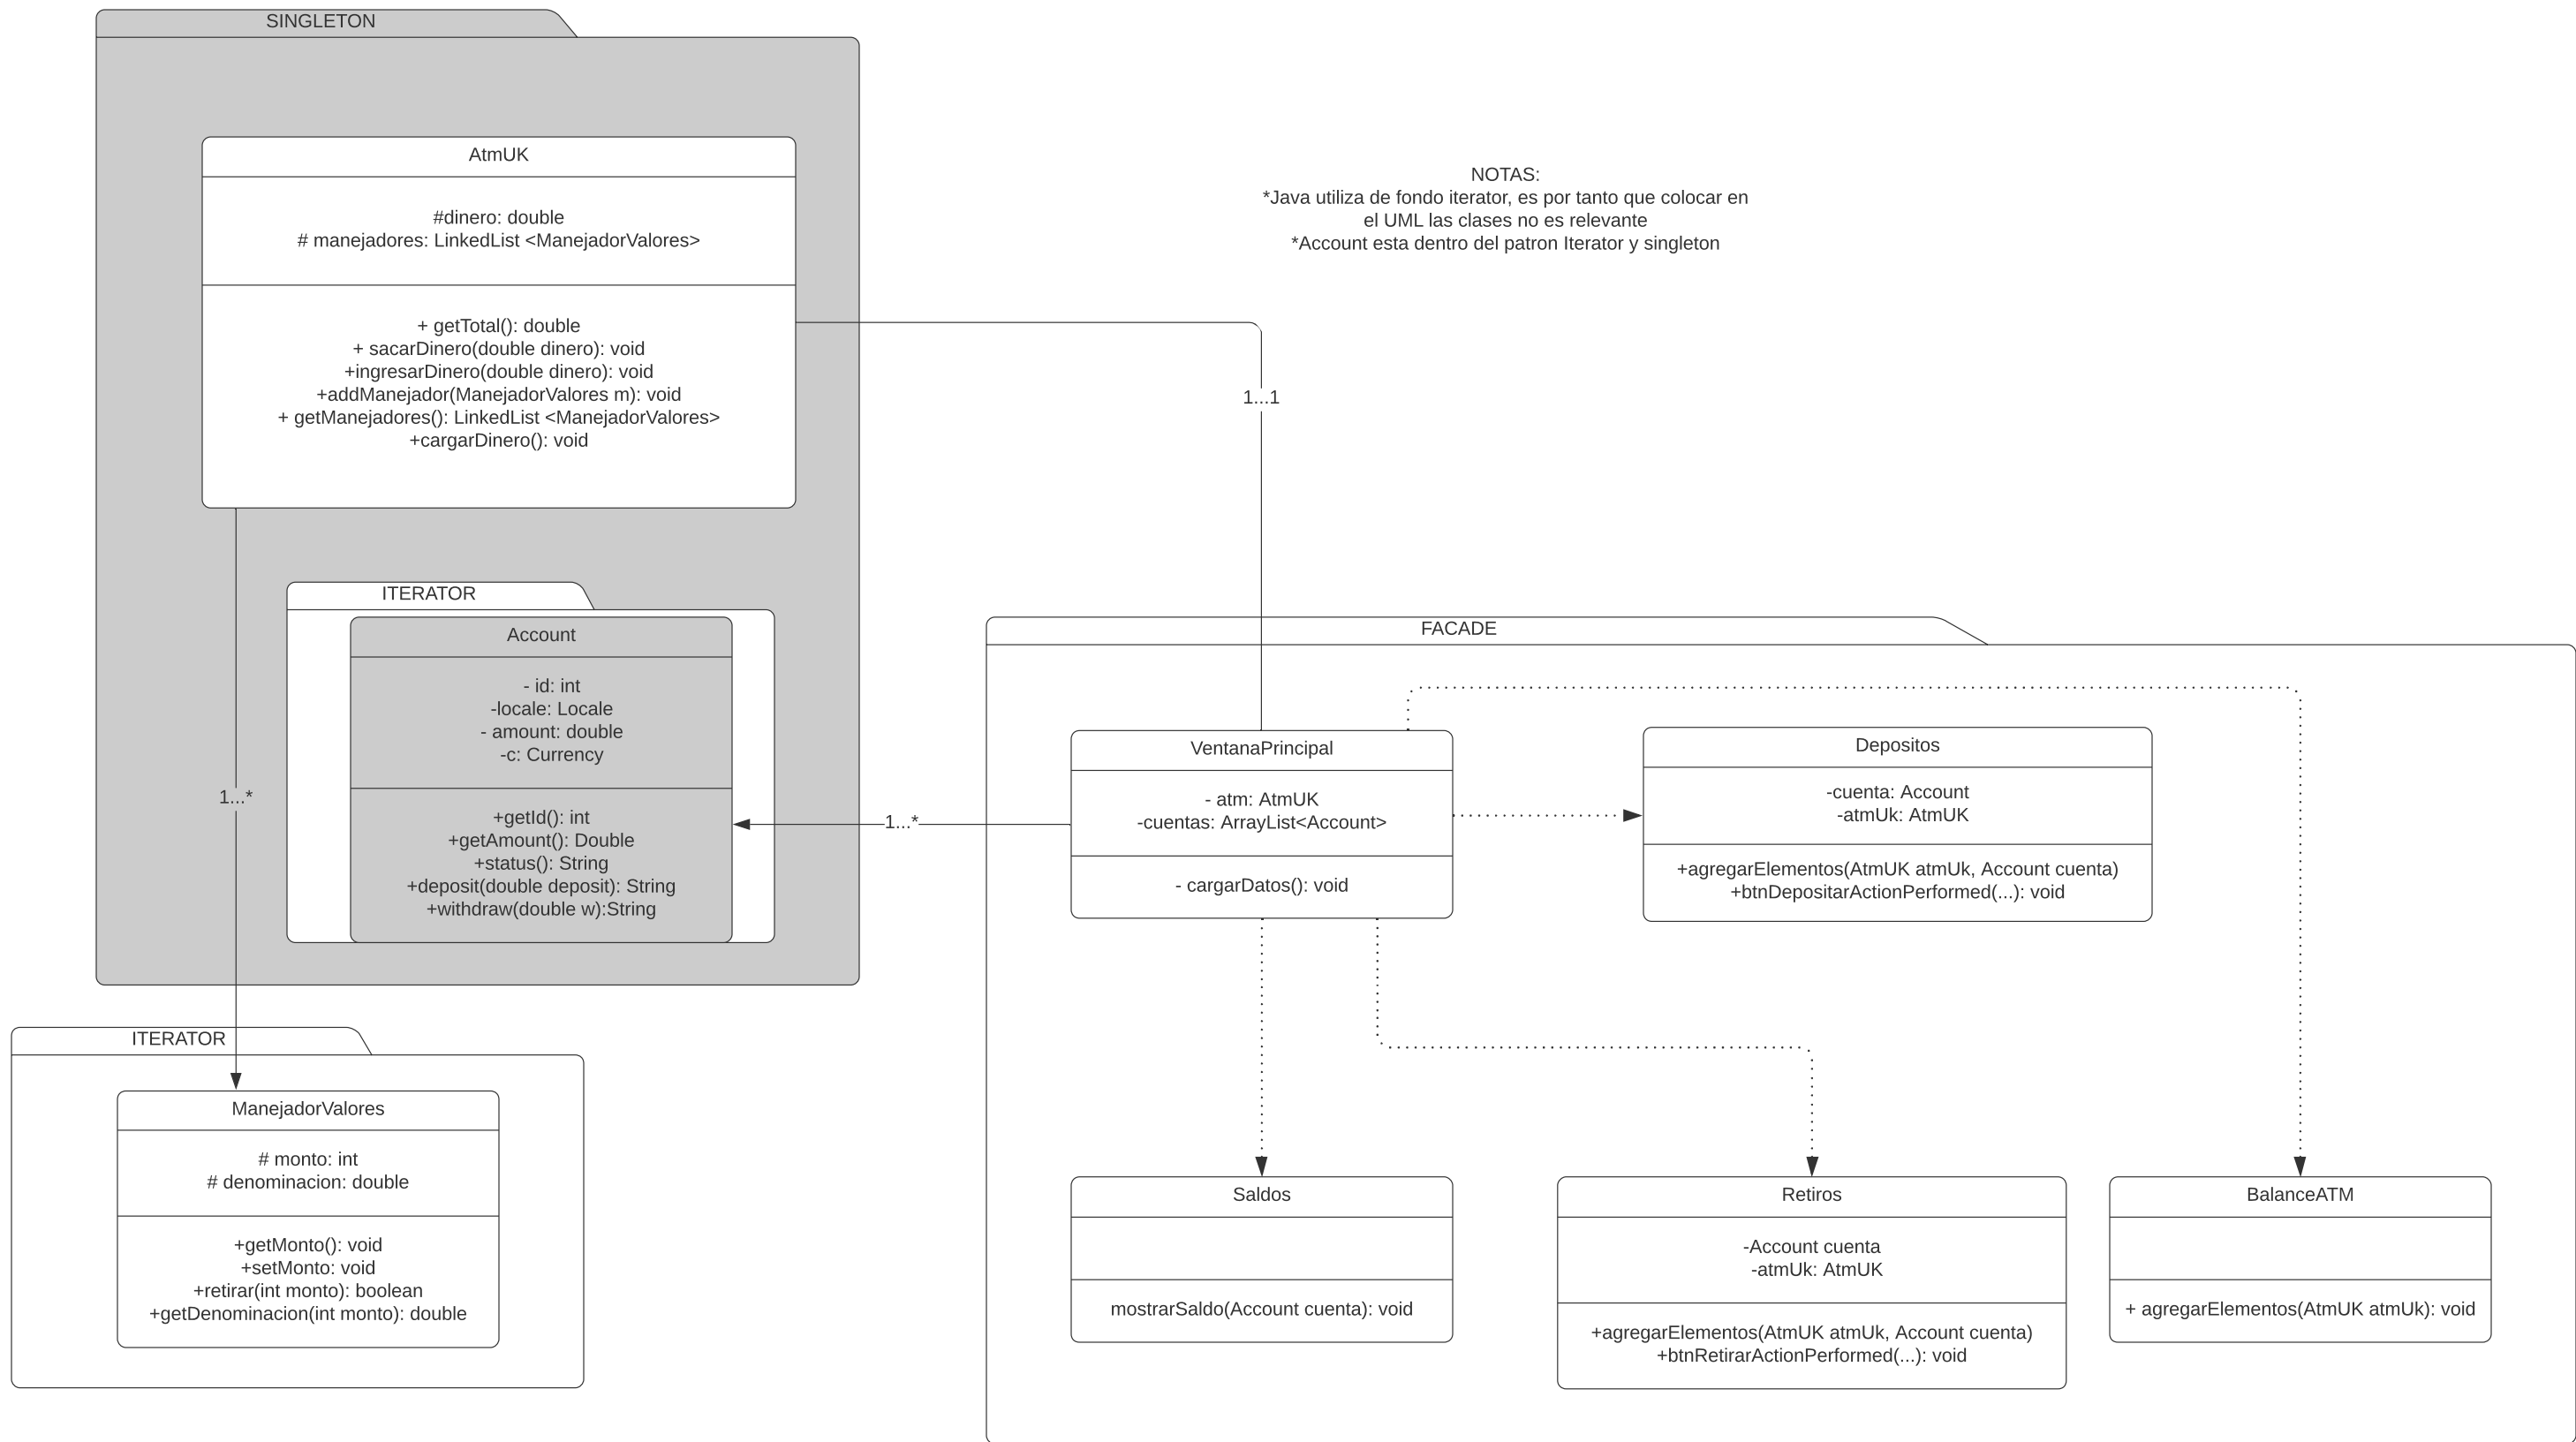 SINGLETON
AtmUK
#dinero: double
# manejadores: LinkedList <ManejadorValores>
+ getTotal(): double
+ sacarDinero(double dinero): void
+ingresarDinero(double dinero): void
+addManejador(ManejadorValores m): void
+ getManejadores(): LinkedList <ManejadorValores>
+cargarDinero(): void
NOTAS:
*Java utiliza de fondo iterator, es por tanto que colocar en
el UML las clases no es relevante
*Account esta dentro del patron Iterator y singleton
1...1
ITERATOR
Account
- id: int
-locale: Locale
- amount: double
-c: Currency
+getId(): int
+getAmount(): Double
+status(): String
+deposit(double deposit): String
+withdraw(double w):String
1...*
1...*
FACADE
VentanaPrincipal
- atm: AtmUK
-cuentas: ArrayList<Account>
- cargarDatos(): void
Depositos
-cuenta: Account
-atmUk: AtmUK
+agregarElementos(AtmUK atmUk, Account cuenta)
+btnDepositarActionPerformed(...): void
ITERATOR
ManejadorValores
# monto: int
# denominacion: double
+getMonto(): void
+setMonto: void
+retirar(int monto): boolean
+getDenominacion(int monto): double
Saldos
mostrarSaldo(Account cuenta): void
Retiros
-Account cuenta
-atmUk: AtmUK
+agregarElementos(AtmUK atmUk, Account cuenta)
+btnRetirarActionPerformed(...): void
BalanceATM
+ agregarElementos(AtmUK atmUk): void